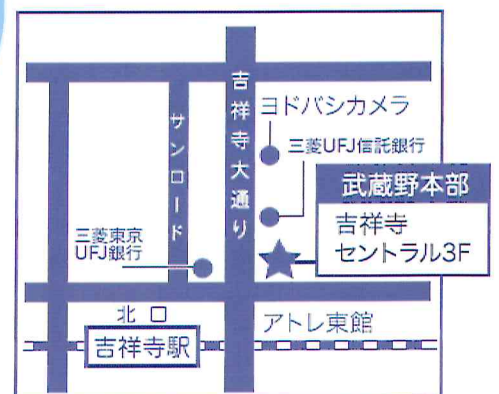 吉祥寺大通り
ヨドバシカメラ
サンロード
三菱UFJ信託銀行
武蔵野本部
吉祥寺
セントラル3F
三菱東京
UFJ銀行
北口
アトレ東館
吉祥寺駅